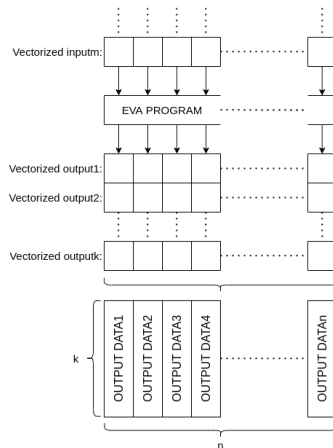 Vectorized inputm:
EVA PROGRAM
Vectorized output1:
Vectorized output2:
Vectorized outputk:
k
OUTPUT DATA1
OUTPUT DATA2
OUTPUT DATA3
OUTPUT DATA4
OUTPUT DATAn
n